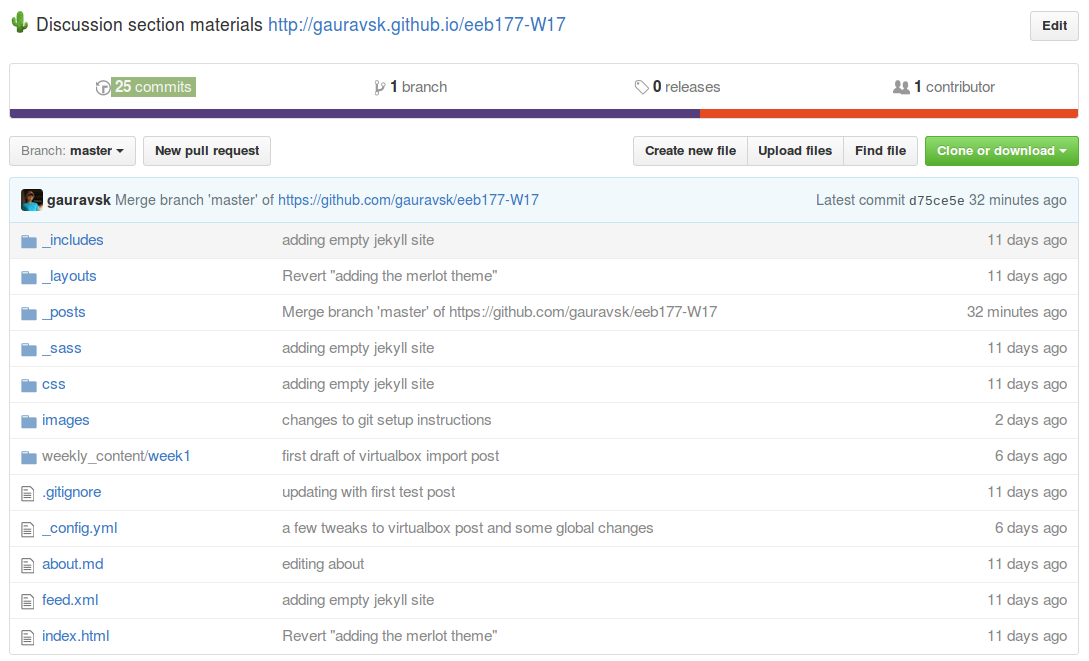 Discussion section materials http://gauravsk.github.io/eeb177-W17 Edit
25 commits 1 branch 0 releases 1 contributor
Branch: master New pull request Create new file Upload files Find file Clone or download
gauravsk Merge branch 'master' of https://github.com/gauravsk/eeb177-W17 Latest commit d75ce5e 32 minutes ago
_includes adding empty jekyll site 11 days ago
_layouts Revert "adding the merlot theme" 11 days ago
_posts Merge branch 'master' of https://github.com/gauravsk/eeb177-W17 32 minutes ago
_sass adding empty jekyll site 11 days ago
css adding empty jekyll site 11 days ago
images changes to git setup instructions 2 days ago
weekly_content/week1 first draft of virtualbox import post 6 days ago
.gitignore updating with first test post 11 days ago
_config.yml a few tweaks to virtualbox post and some global changes 6 days ago
about.md editing about 11 days ago
feed.xml adding empty jekyll site 11 days ago
index.html Revert "adding the merlot theme" 11 days ago